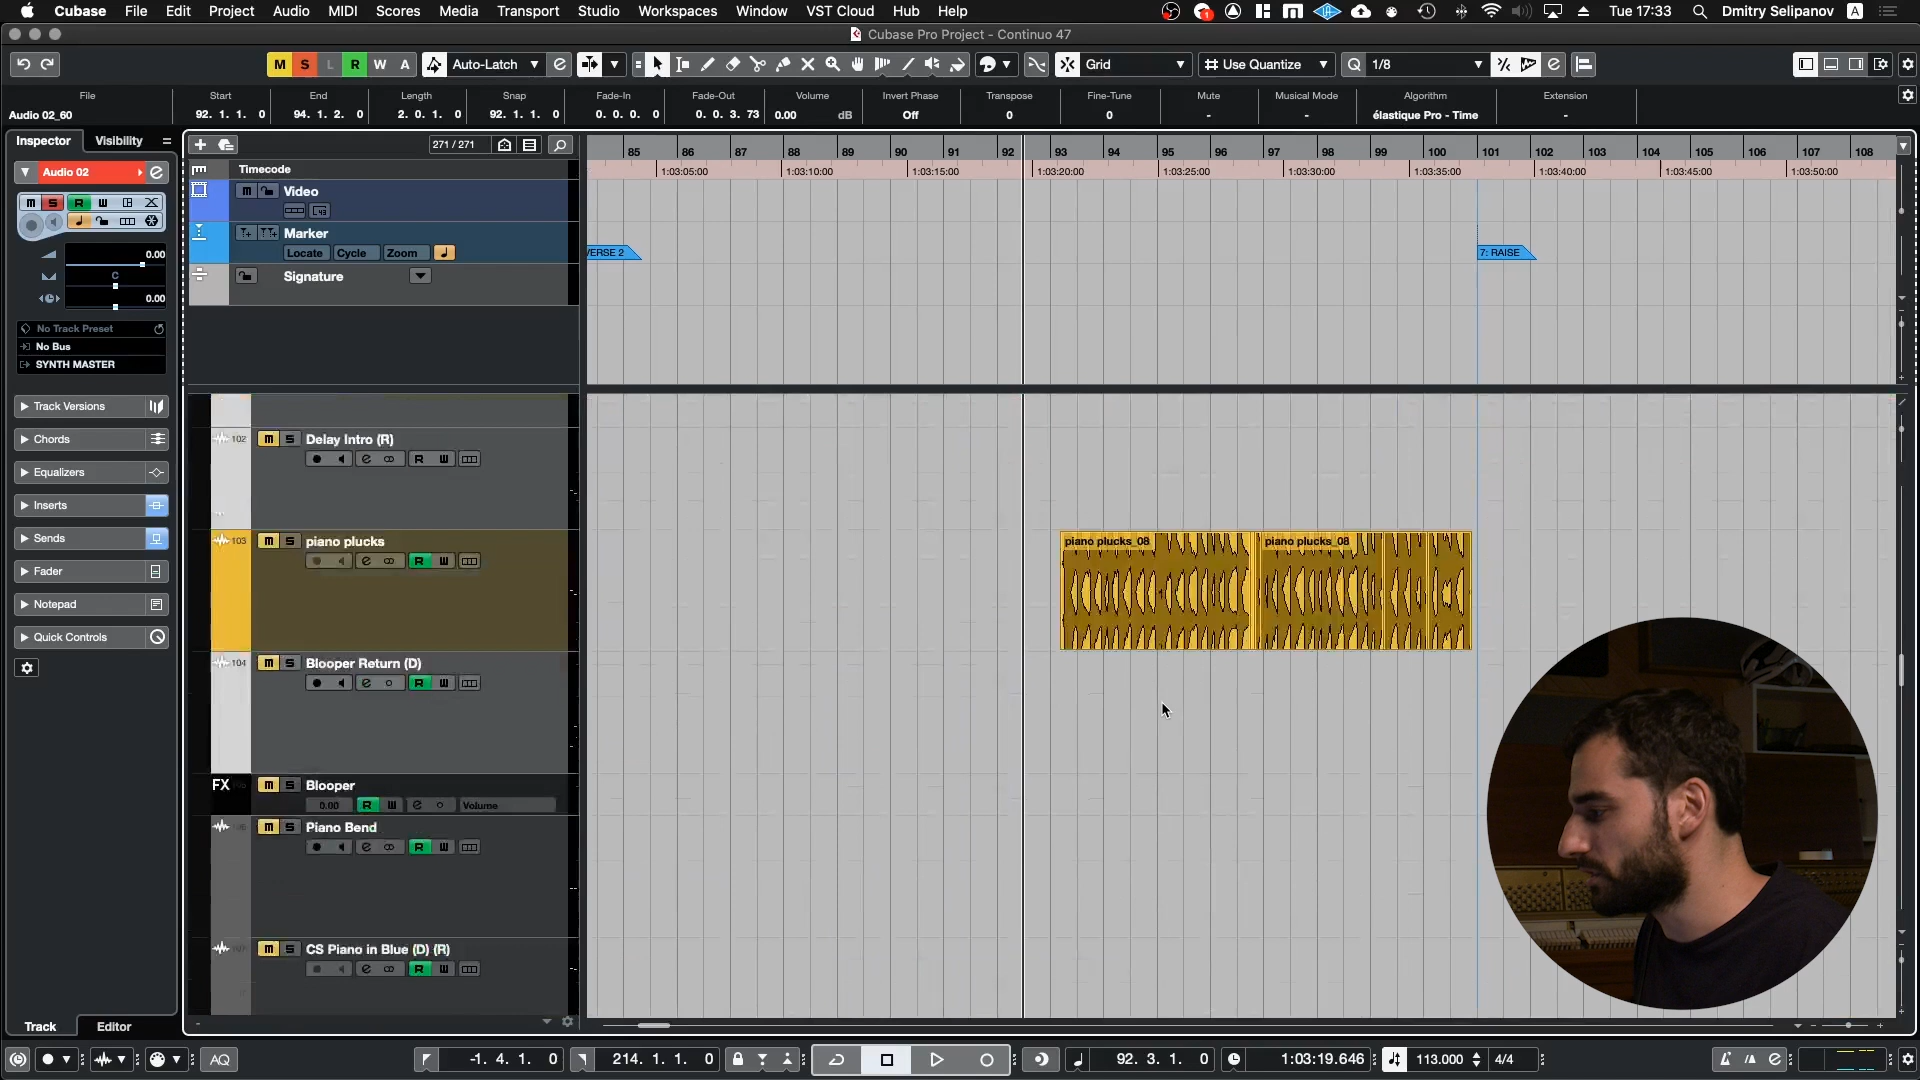 Cubase File Edit Project Audio MIDI Scores Media Transport Studio Workspaces Window VST Cloud Hub Help
1
Tue 17:33 Dmitry Selipanov A
Cubase Pro Project - Continuo 47
M S L R W A Auto-Latch Grid Use Quantize Q 1/8
File Start End Length Snap Fade-In Fade-Out Volume Invert Phase Transpose Fine-Tune Mute Musical Mode Algorithm Extension
Audio 02_60 92. 1. 1. 0 94. 1. 2. 0 2. 0. 1. 0 92. 1. 1. 0 0. 0. 0. 0 0. 0. 3. 73 0.00 dB Off 0 0 - - élastique Pro - Time -
Inspector Visibility
271 / 271
85 86 87 88 89 90 91 92 93 94 95 96 97 98 99 100 101 102 103 104 105 106 107 108
Audio 02
Timecode
1:03:05:00 1:03:10:00 1:03:15:00 1:03:20:00 1:03:25:00 1:03:30:00 1:03:35:00 1:03:40:00 1:03:45:00 1:03:50:00
m Video
m S R W
Marker
Locate Cycle Zoom
VERSE 2
7: RAISE
0.00
C
0.00
Signature
No Track Preset
No Bus
SYNTH MASTER
Track Versions
Chords
Equalizers
Inserts
Sends
Fader
Notepad
Quick Controls
102 m S Delay Intro (R)
R W
103 m S piano plucks
R W
piano plucks_08 piano plucks_08
104 m S Blooper Return (D)
R W
FX m S Blooper
0.00 R W Volume
m S Piano Bend
R W
m S CS Piano in Blue (D) (R)
R W
Track Editor
AQ -1. 4. 1. 0 214. 1. 1. 0 92. 3. 1. 0 1:03:19.646 113.000 4/4